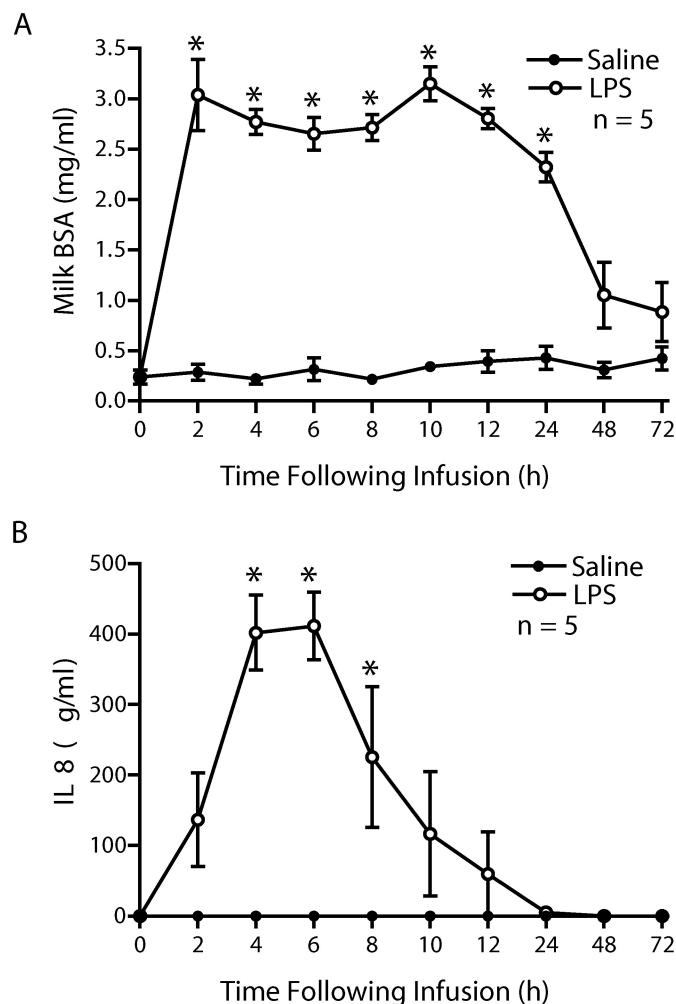 A
3.5
3.0
2.5
2.0
1.5
1.0
0.5
0.0
Milk BSA (mg/ml)
* * * * * * *
Saline
LPS
n = 5
0 2 4 6 8 10 12 24 48 72
Time Following Infusion (h)
B
500
400
300
200
100
0
IL 8 ( g/ml)
* * *
Saline
LPS
n = 5
0 2 4 6 8 10 12 24 48 72
Time Following Infusion (h)